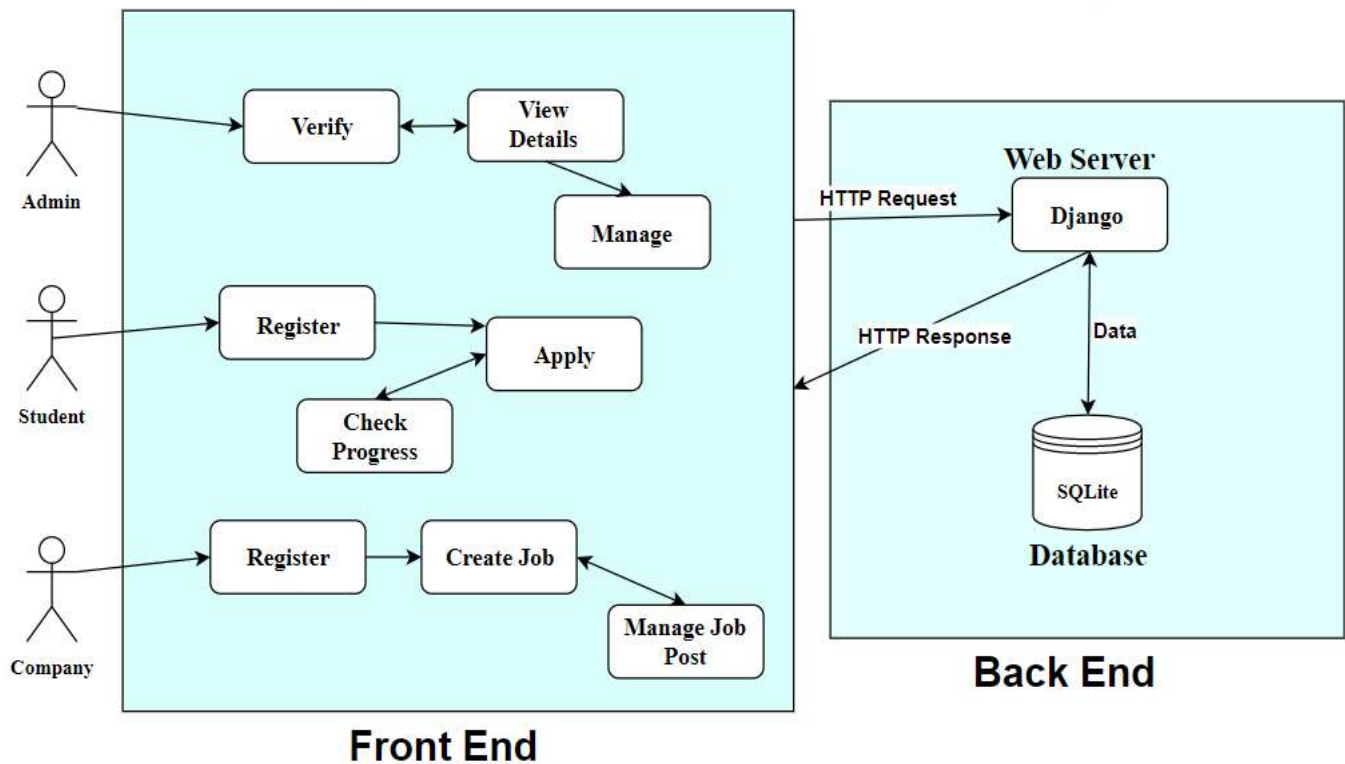 Admin
Verify
View
Details
Manage
Student
Register
Apply
Check
Progress
Company
Register
Create Job
Manage Job
Post
Front End
HTTP Request
HTTP Response
Web Server
Django
Data
SQLite
Database
Back End